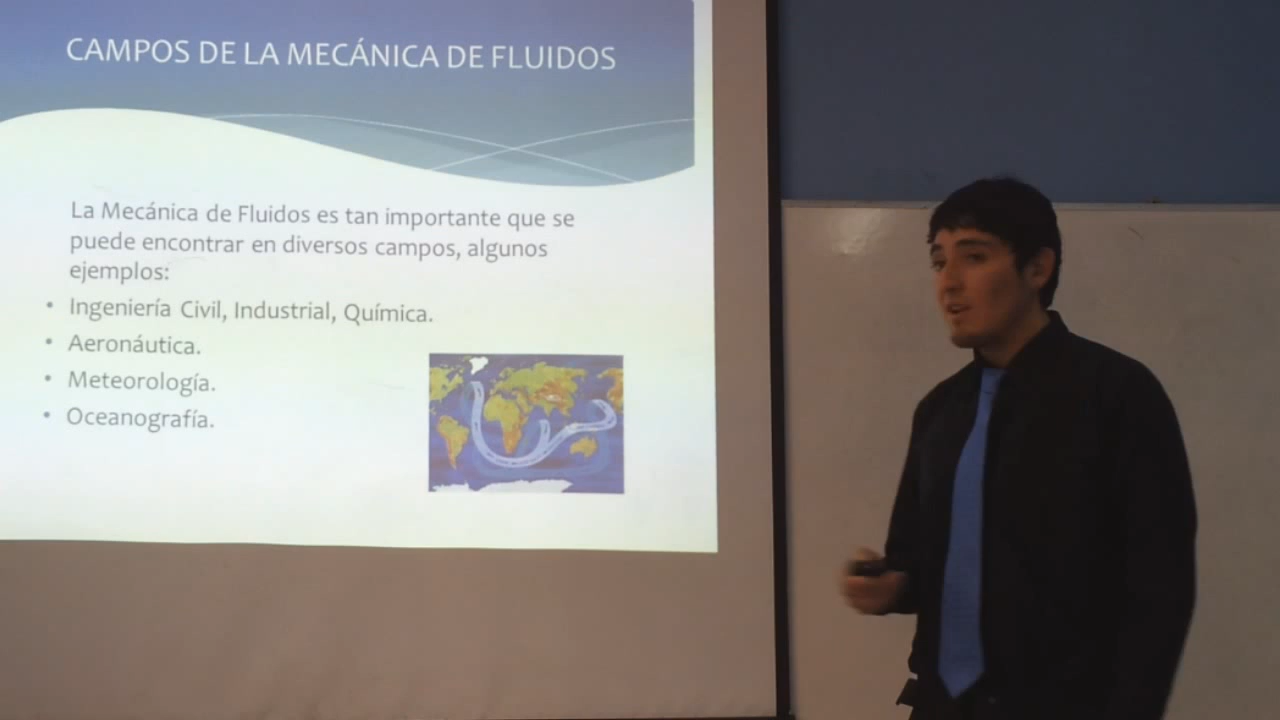 CAMPOS DE LA MECÁNICA DE FLUIDOS
La Mecánica de Fluidos es tan importante que se
puede encontrar en diversos campos, algunos
ejemplos:
• Ingeniería Civil, Industrial, Química.
• Aeronáutica.
• Meteorología.
• Oceanografía.